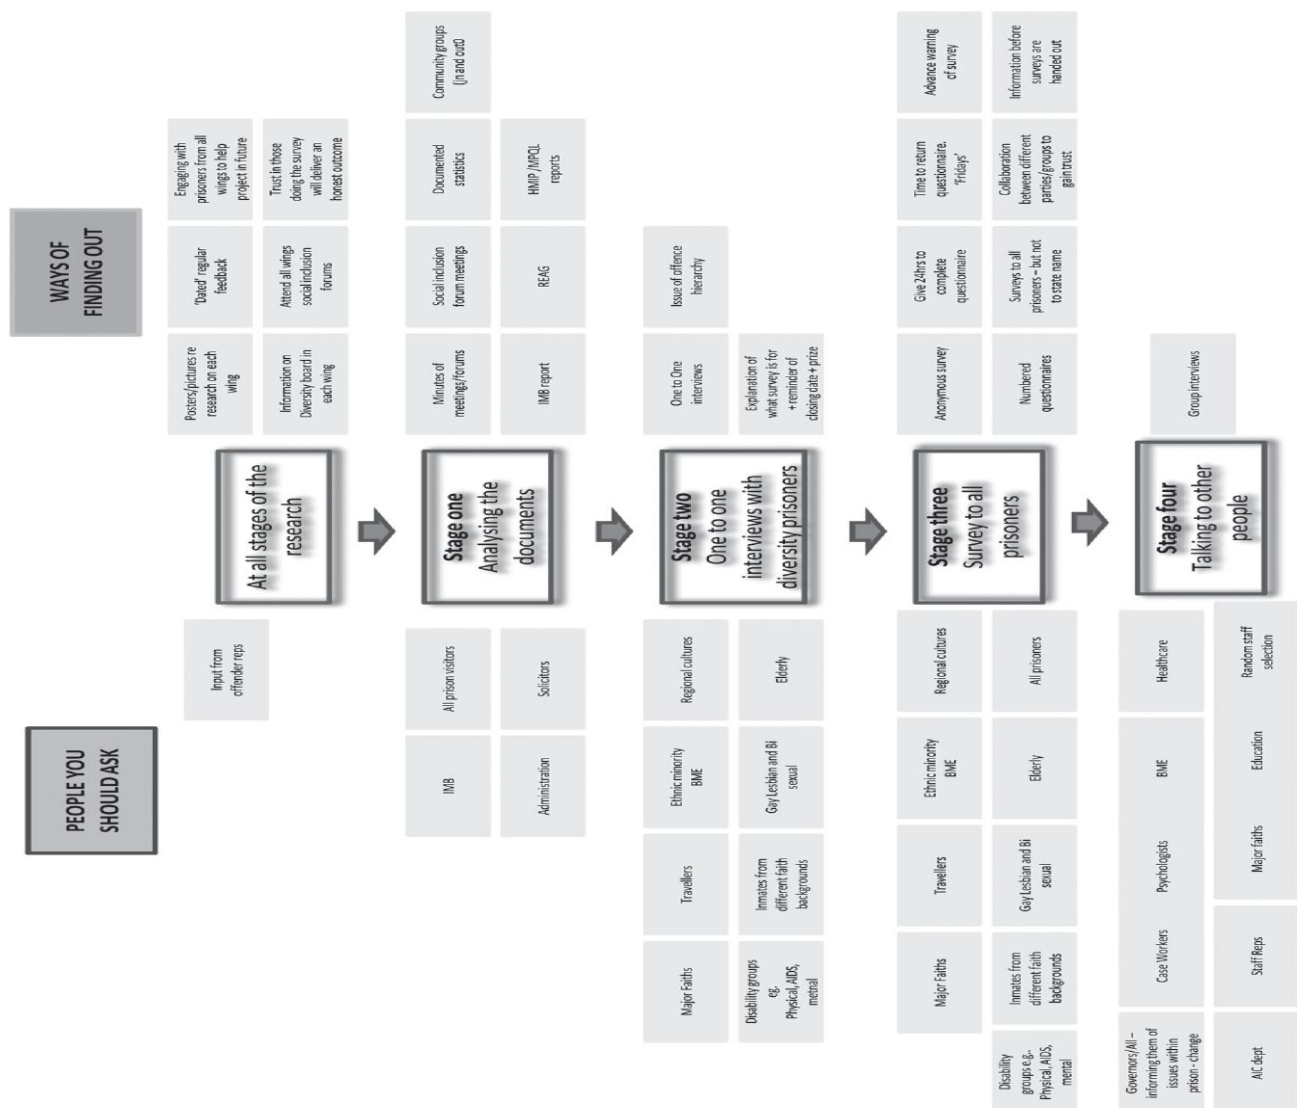 PEOPLE YOU
SHOULD ASK
WAYS OF
FINDING OUT
Input from
offender reps
At all stages of the
research
Posters/pictures re
research on each
wing
'Dated' regular
feedback
Engaging with
prisoners from all
wings to help
project in future
Information on
Diversity board in
each wing
Attend all wings
social inclusion
forums
Trust in those
doing the survey
will deliver an
honest outcome
IMB
All prison visitors
Administration
Solicitors
Stage one
Analysing the
documents
Minutes of
meetings/forums
Social inclusion
forum meetings
Documented
statistics
Community groups
(in and out0
IMB report
REAG
HMIP /MPQL
reports
Major Faiths
Travellers
Ethnic minority
BME
Regional cultures
Disability groups
eg.
Physical, AIDS,
metnal
Inmates from
different faith
backgrounds
Gay Lesbian and Bi
sexual
Elderly
Stage two
One to one
interviews with
diversity prisoners
One to One
interviews
Issue of offence
hierarchy
Explanation of
what survey is for
+ reminder of
closing date + prize
Major Faiths
Travellers
Ethnic minority
BME
Regional cultures
Disability
groups e.g.,
Physical, AIDS,
mental
Inmates from
different faith
backgrounds
Gay Lesbian and Bi
sexual
Elderly
All prisoners
Stage three
Survey to all
prisoners
Anonymous survey
Give 24hrs to
complete
questionnaire
Time to return
questionnaire.
'Fridays'
Advance warning
of survey
Numbered
questionnaires
Surveys to all
prisoners – but not
to state name
Collaboration
between different
parties/groups to
gain trust
Information before
surveys are
handed out
Governors/All –
informing them of
issues within
prison - change
Case Workers
Psychologists
BME
Healthcare
AIC dept
Staff Reps
Major faiths
Education
Random staff
selection
Stage four
Talking to other
people
Group interviews